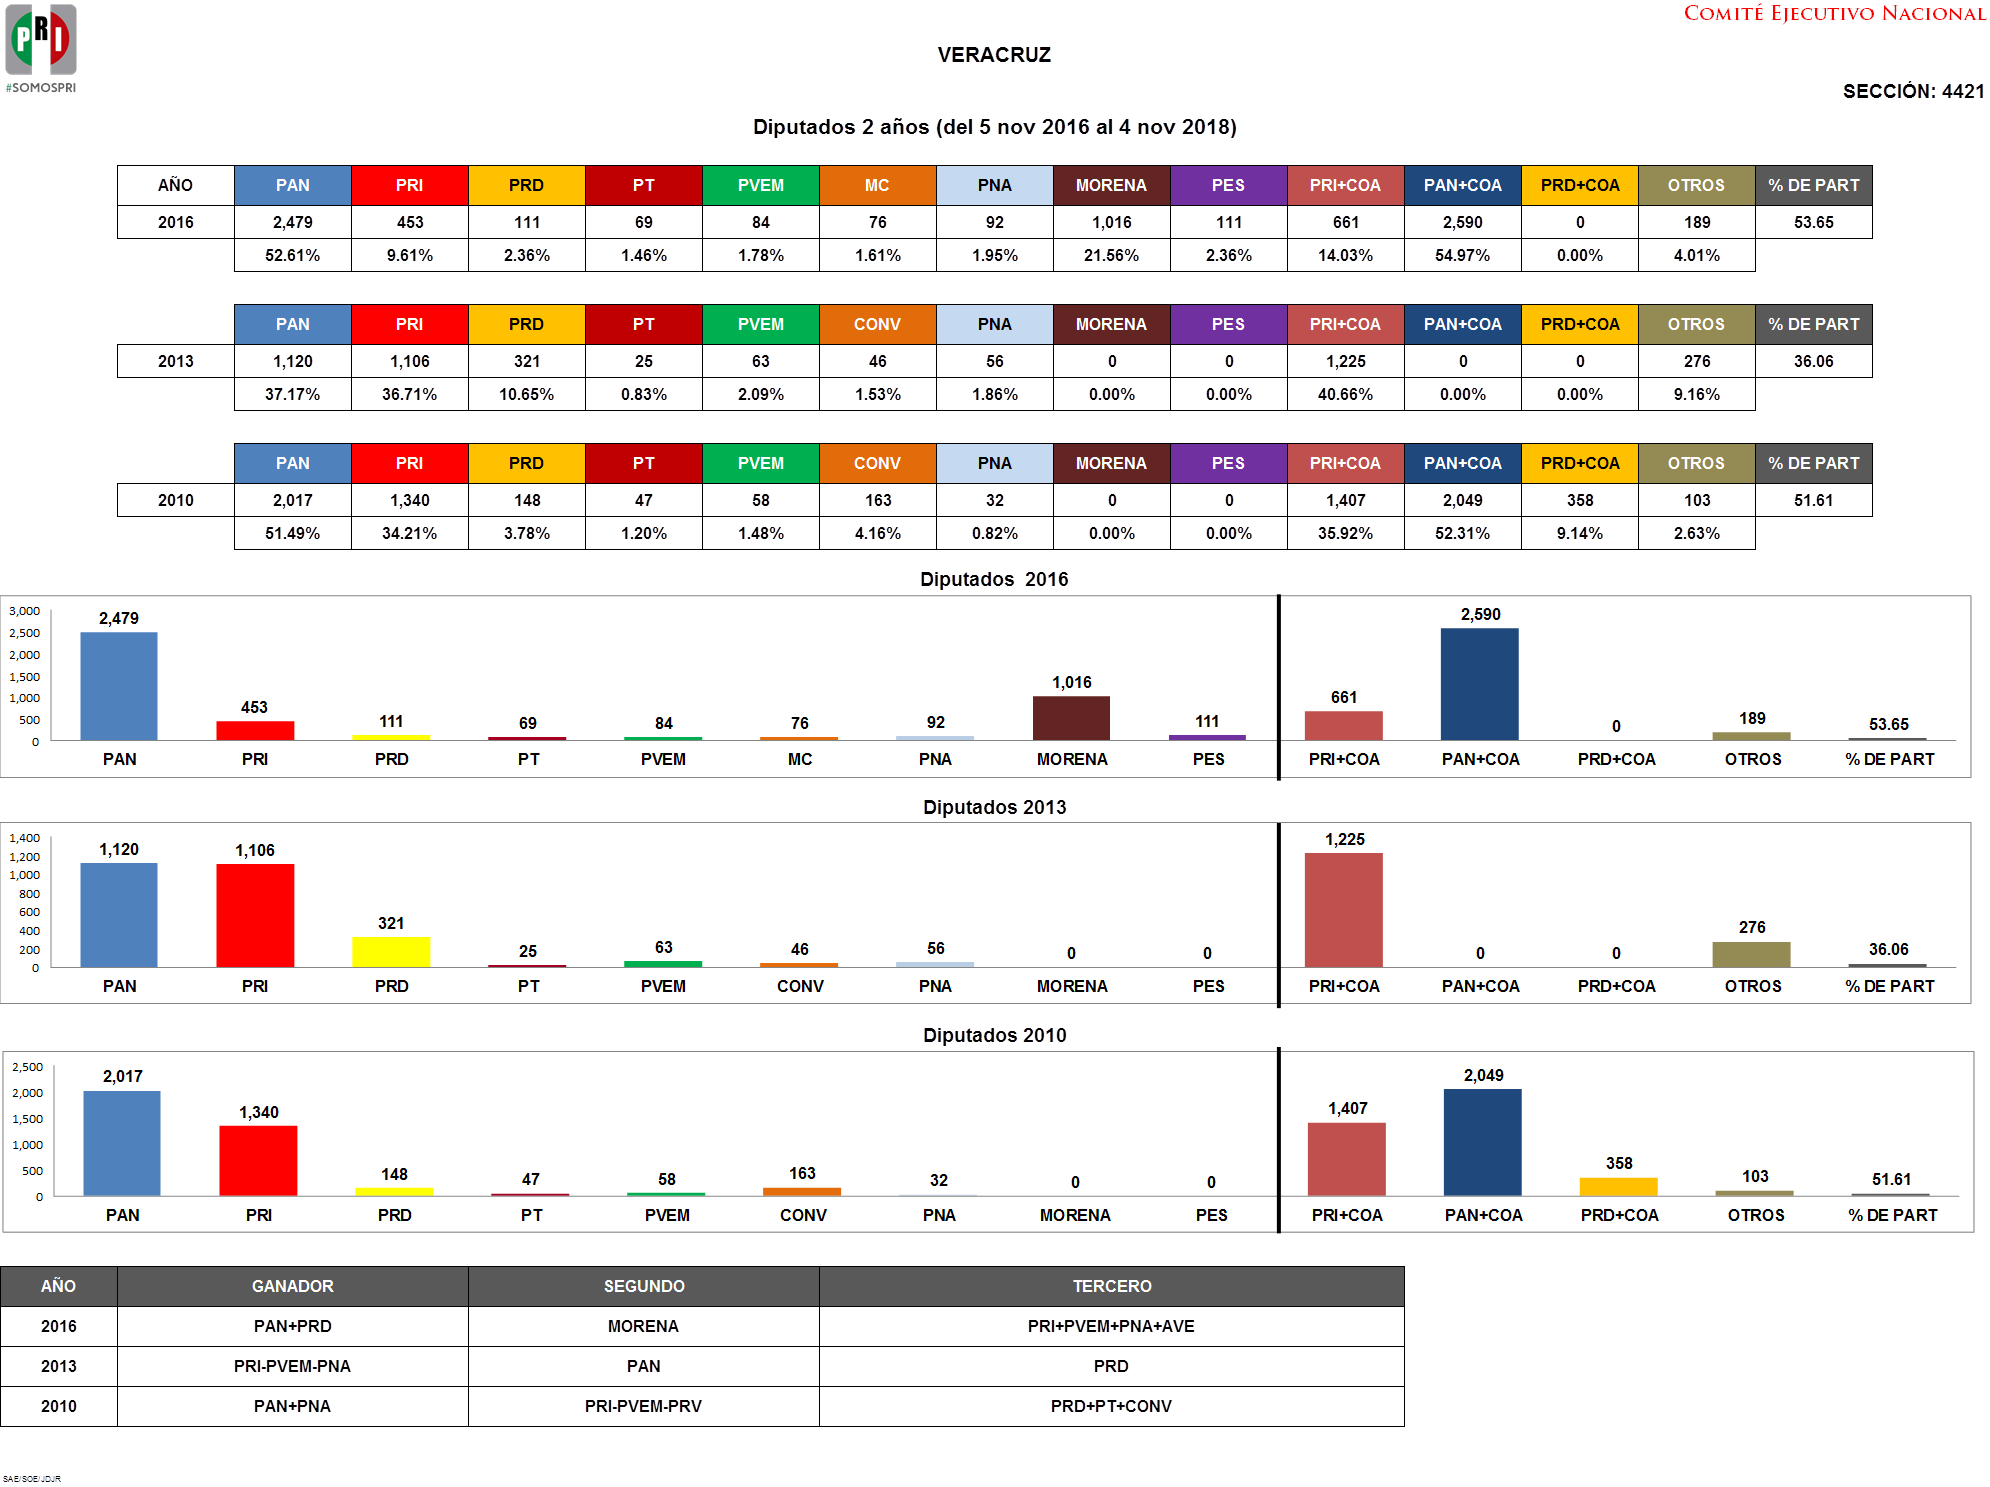 PRI
#SOMOSPRI
COMITÉ EJECUTIVO NACIONAL
VERACRUZ
SECCIÓN: 4421
Diputados 2 años (del 5 nov 2016 al 4 nov 2018)
AÑO PAN PRI PRD PT PVEM MC PNA MORENA PES PRI+COA PAN+COA PRD+COA OTROS % DE PART
2016 2,479 453 111 69 84 76 92 1,016 111 661 2,590 0 189 53.65
52.61% 9.61% 2.36% 1.46% 1.78% 1.61% 1.95% 21.56% 2.36% 14.03% 54.97% 0.00% 4.01%
PAN PRI PRD PT PVEM CONV PNA MORENA PES PRI+COA PAN+COA PRD+COA OTROS % DE PART
2013 1,120 1,106 321 25 63 46 56 0 0 1,225 0 0 276 36.06
37.17% 36.71% 10.65% 0.83% 2.09% 1.53% 1.86% 0.00% 0.00% 40.66% 0.00% 0.00% 9.16%
PAN PRI PRD PT PVEM CONV PNA MORENA PES PRI+COA PAN+COA PRD+COA OTROS % DE PART
2010 2,017 1,340 148 47 58 163 32 0 0 1,407 2,049 358 103 51.61
51.49% 34.21% 3.78% 1.20% 1.48% 4.16% 0.82% 0.00% 0.00% 35.92% 52.31% 9.14% 2.63%
Diputados 2016
3,000
2,500
2,000
1,500
1,000
500
0
2,479 453 111 69 84 76 92 1,016 111 661 2,590 0 189 53.65
PAN PRI PRD PT PVEM MC PNA MORENA PES PRI+COA PAN+COA PRD+COA OTROS % DE PART
Diputados 2013
1,400
1,200
1,000
800
600
400
200
0
1,120 1,106 321 25 63 46 56 0 0 1,225 0 0 276 36.06
PAN PRI PRD PT PVEM CONV PNA MORENA PES PRI+COA PAN+COA PRD+COA OTROS % DE PART
Diputados 2010
2,500
2,000
1,500
1,000
500
0
2,017 1,340 148 47 58 163 32 0 0 1,407 2,049 358 103 51.61
PAN PRI PRD PT PVEM CONV PNA MORENA PES PRI+COA PAN+COA PRD+COA OTROS % DE PART
AÑO GANADOR SEGUNDO TERCERO
2016 PAN+PRD MORENA PRI+PVEM+PNA+AVE
2013 PRI-PVEM-PNA PAN PRD
2010 PAN+PNA PRI-PVEM-PRV PRD+PT+CONV
SAE/SOE/JDJR